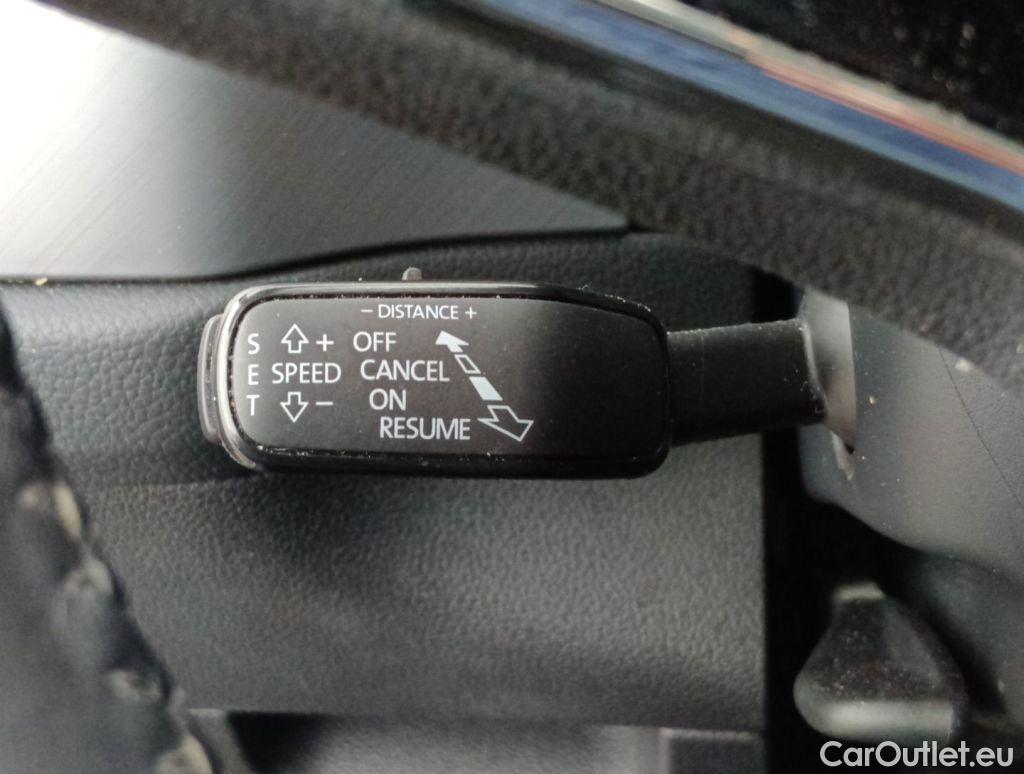 − DISTANCE +
S + OFF
E SPEED CANCEL
T − ON
RESUME
CarOutlet.eu